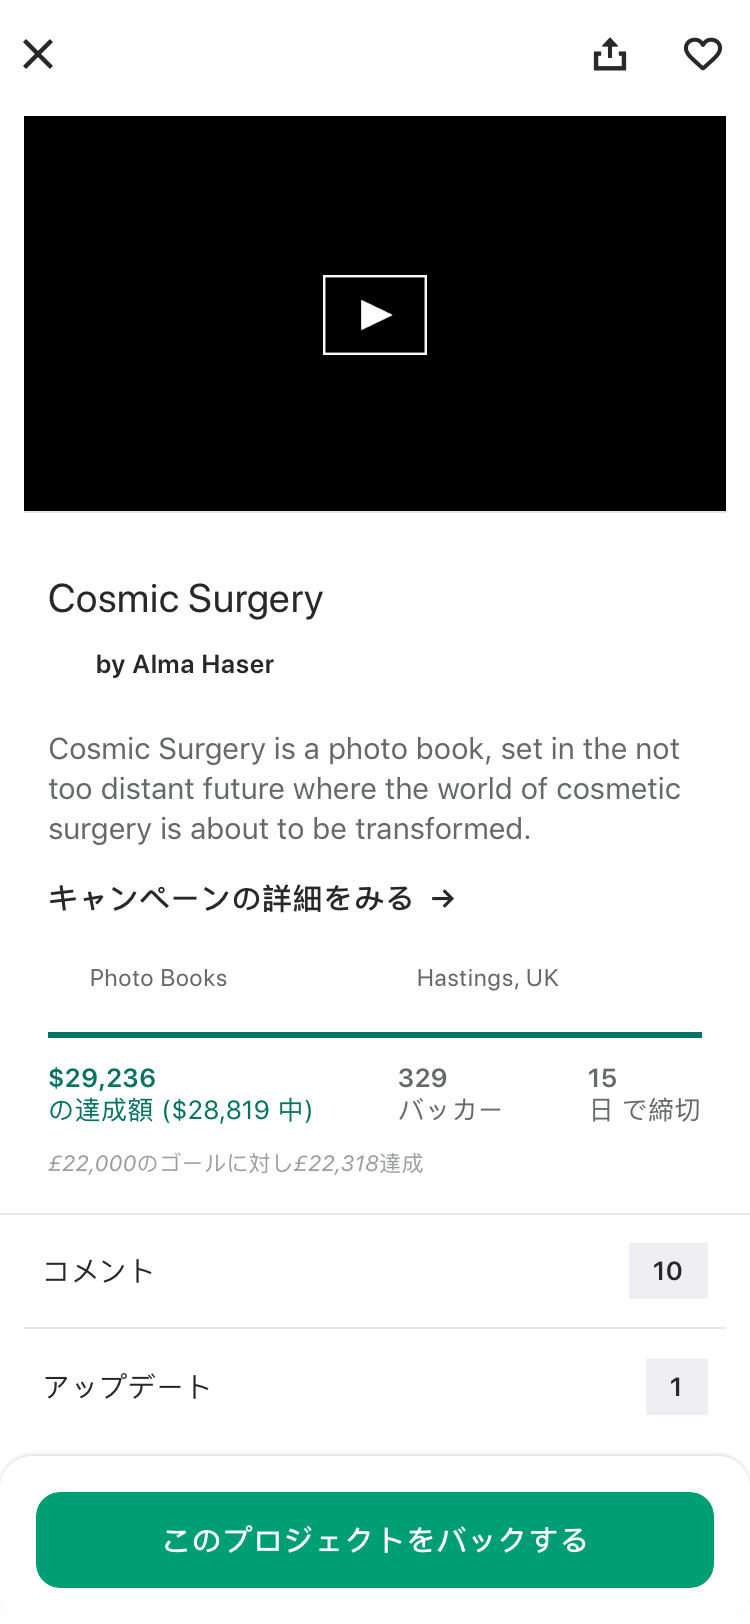 Cosmic Surgery
by Alma Haser
Cosmic Surgery is a photo book, set in the not
too distant future where the world of cosmetic
surgery is about to be transformed.
キャンペーンの詳細をみる →
Photo Books Hastings, UK
$29,236 329 15
の達成額 ($28,819 中) バッカー 日 で締切
£22,000のゴールに対し£22,318達成
コメント 10
アップデート 1
このプロジェクトをバックする